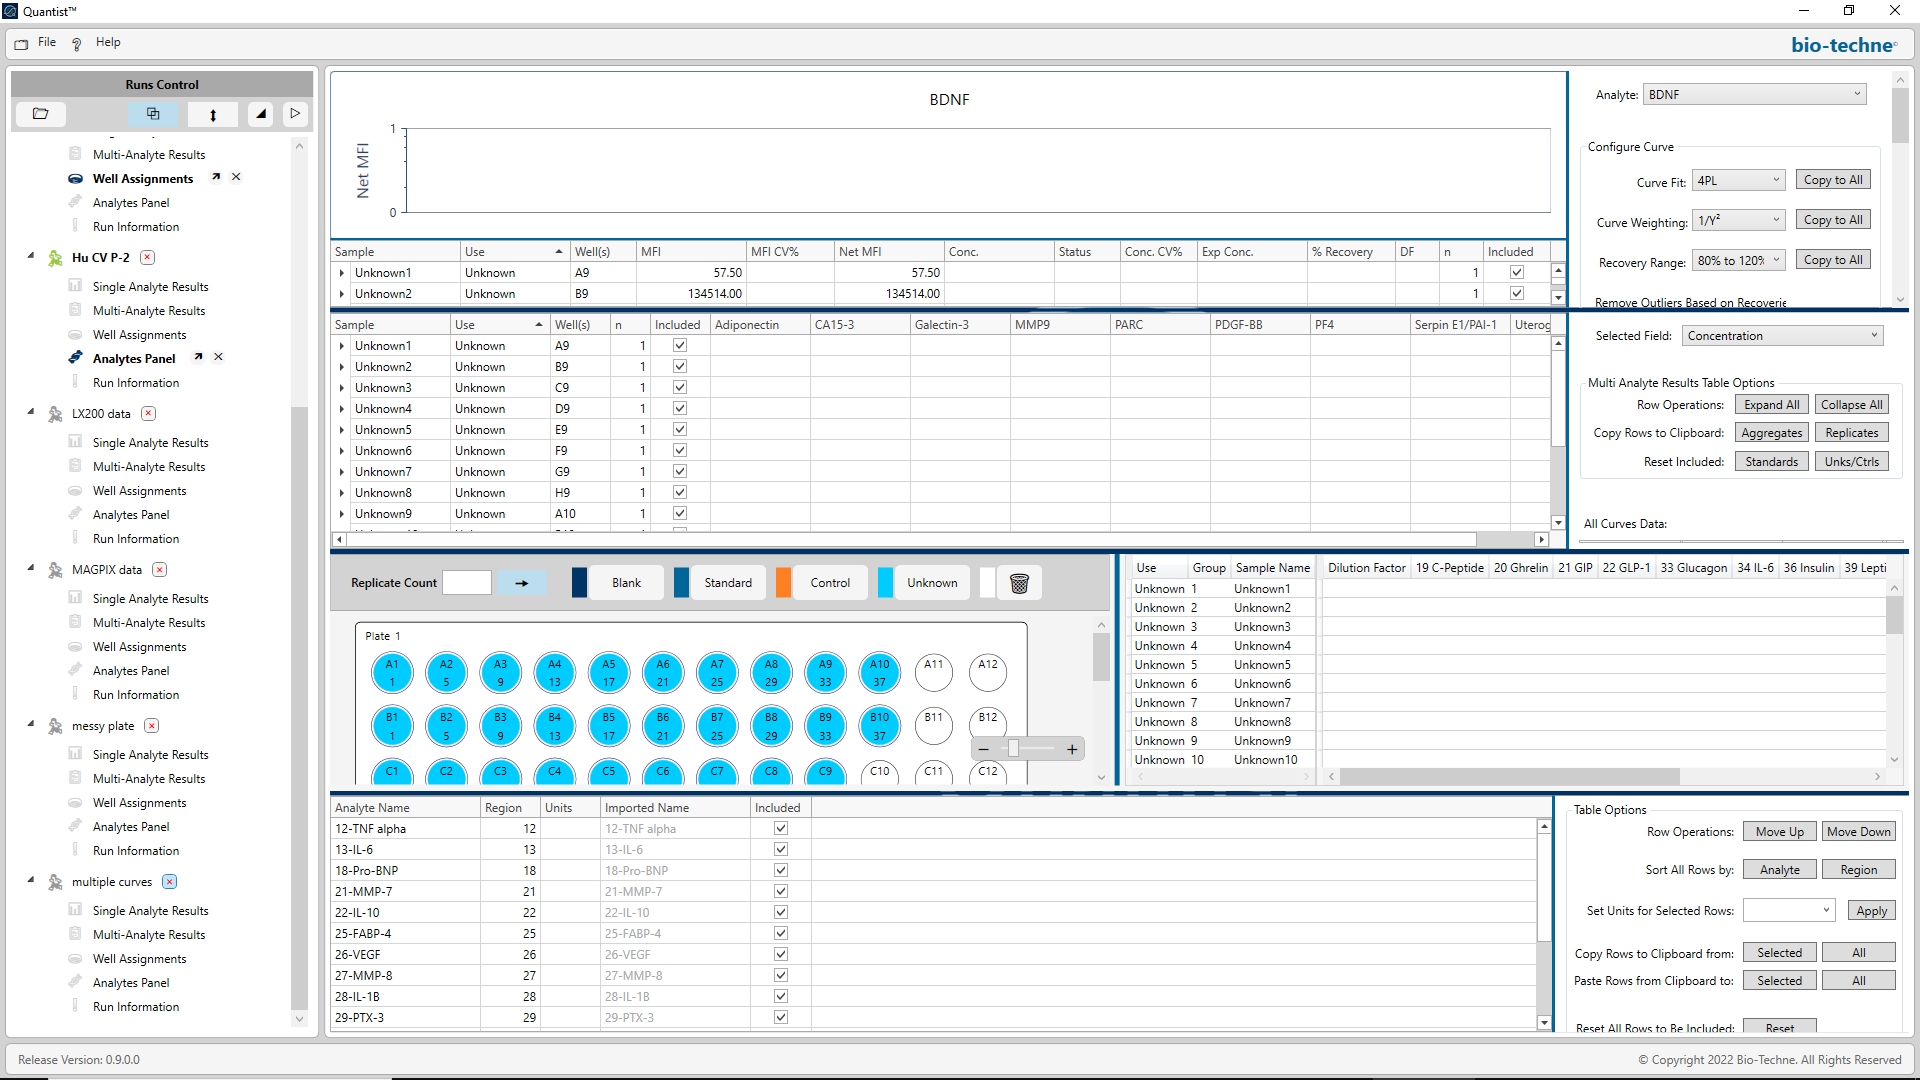 Quantist™
File Help
bio-techne
Runs Control
Multi-Analyte Results
Well Assignments
Analytes Panel
Run Information
Hu CV P-2
Single Analyte Results
Multi-Analyte Results
Well Assignments
Analytes Panel
Run Information
LX200 data
Single Analyte Results
Multi-Analyte Results
Well Assignments
Analytes Panel
Run Information
MAGPIX data
Single Analyte Results
Multi-Analyte Results
Well Assignments
Analytes Panel
Run Information
messy plate
Single Analyte Results
Multi-Analyte Results
Well Assignments
Analytes Panel
Run Information
multiple curves
Single Analyte Results
Multi-Analyte Results
Well Assignments
Analytes Panel
Run Information
BDNF
Net MFI
1
0
Sample Use Well(s) MFI MFI CV% Net MFI Conc. Status Conc. CV% Exp Conc. % Recovery DF n Included
Unknown1 Unknown A9 57.50 57.50 1
Unknown2 Unknown B9 134514.00 134514.00 1
Analyte: BDNF
Configure Curve
Curve Fit: 4PL Copy to All
Curve Weighting: 1/Y² Copy to All
Recovery Range: 80% to 120% Copy to All
Remove Outliers Based on Recoverie
Sample Use Well(s) n Included Adiponectin CA15-3 Galectin-3 MMP9 PARC PDGF-BB PF4 Serpin E1/PAI-1 Uterog
Unknown1 Unknown A9 1
Unknown2 Unknown B9 1
Unknown3 Unknown C9 1
Unknown4 Unknown D9 1
Unknown5 Unknown E9 1
Unknown6 Unknown F9 1
Unknown7 Unknown G9 1
Unknown8 Unknown H9 1
Unknown9 Unknown A10 1
Selected Field: Concentration
Multi Analyte Results Table Options
Row Operations: Expand All Collapse All
Copy Rows to Clipboard: Aggregates Replicates
Reset Included: Standards Unks/Ctrls
All Curves Data:
Replicate Count Blank Standard Control Unknown
Plate 1
A1 A2 A3 A4 A5 A6 A7 A8 A9 A10 A11 A12
1 5 9 13 17 21 25 29 33 37
B1 B2 B3 B4 B5 B6 B7 B8 B9 B10 B11 B12
1 5 9 13 17 21 25 29 33 37
C1 C2 C3 C4 C5 C6 C7 C8 C9 C10 C11 C12
Use Group Sample Name Dilution Factor 19 C-Peptide 20 Ghrelin 21 GIP 22 GLP-1 33 Glucagon 34 IL-6 36 Insulin 39 Lepti
Unknown 1 Unknown1
Unknown 2 Unknown2
Unknown 3 Unknown3
Unknown 4 Unknown4
Unknown 5 Unknown5
Unknown 6 Unknown6
Unknown 7 Unknown7
Unknown 8 Unknown8
Unknown 9 Unknown9
Unknown 10 Unknown10
Analyte Name Region Units Imported Name Included
12-TNF alpha 12 12-TNF alpha
13-IL-6 13 13-IL-6
18-Pro-BNP 18 18-Pro-BNP
21-MMP-7 21 21-MMP-7
22-IL-10 22 22-IL-10
25-FABP-4 25 25-FABP-4
26-VEGF 26 26-VEGF
27-MMP-8 27 27-MMP-8
28-IL-1B 28 28-IL-1B
29-PTX-3 29 29-PTX-3
Table Options
Row Operations: Move Up Move Down
Sort All Rows by: Analyte Region
Set Units for Selected Rows: Apply
Copy Rows to Clipboard from: Selected All
Paste Rows from Clipboard to: Selected All
Reset All Rows to Be Included: Reset
Release Version: 0.9.0.0
© Copyright 2022 Bio-Techne. All Rights Reserved